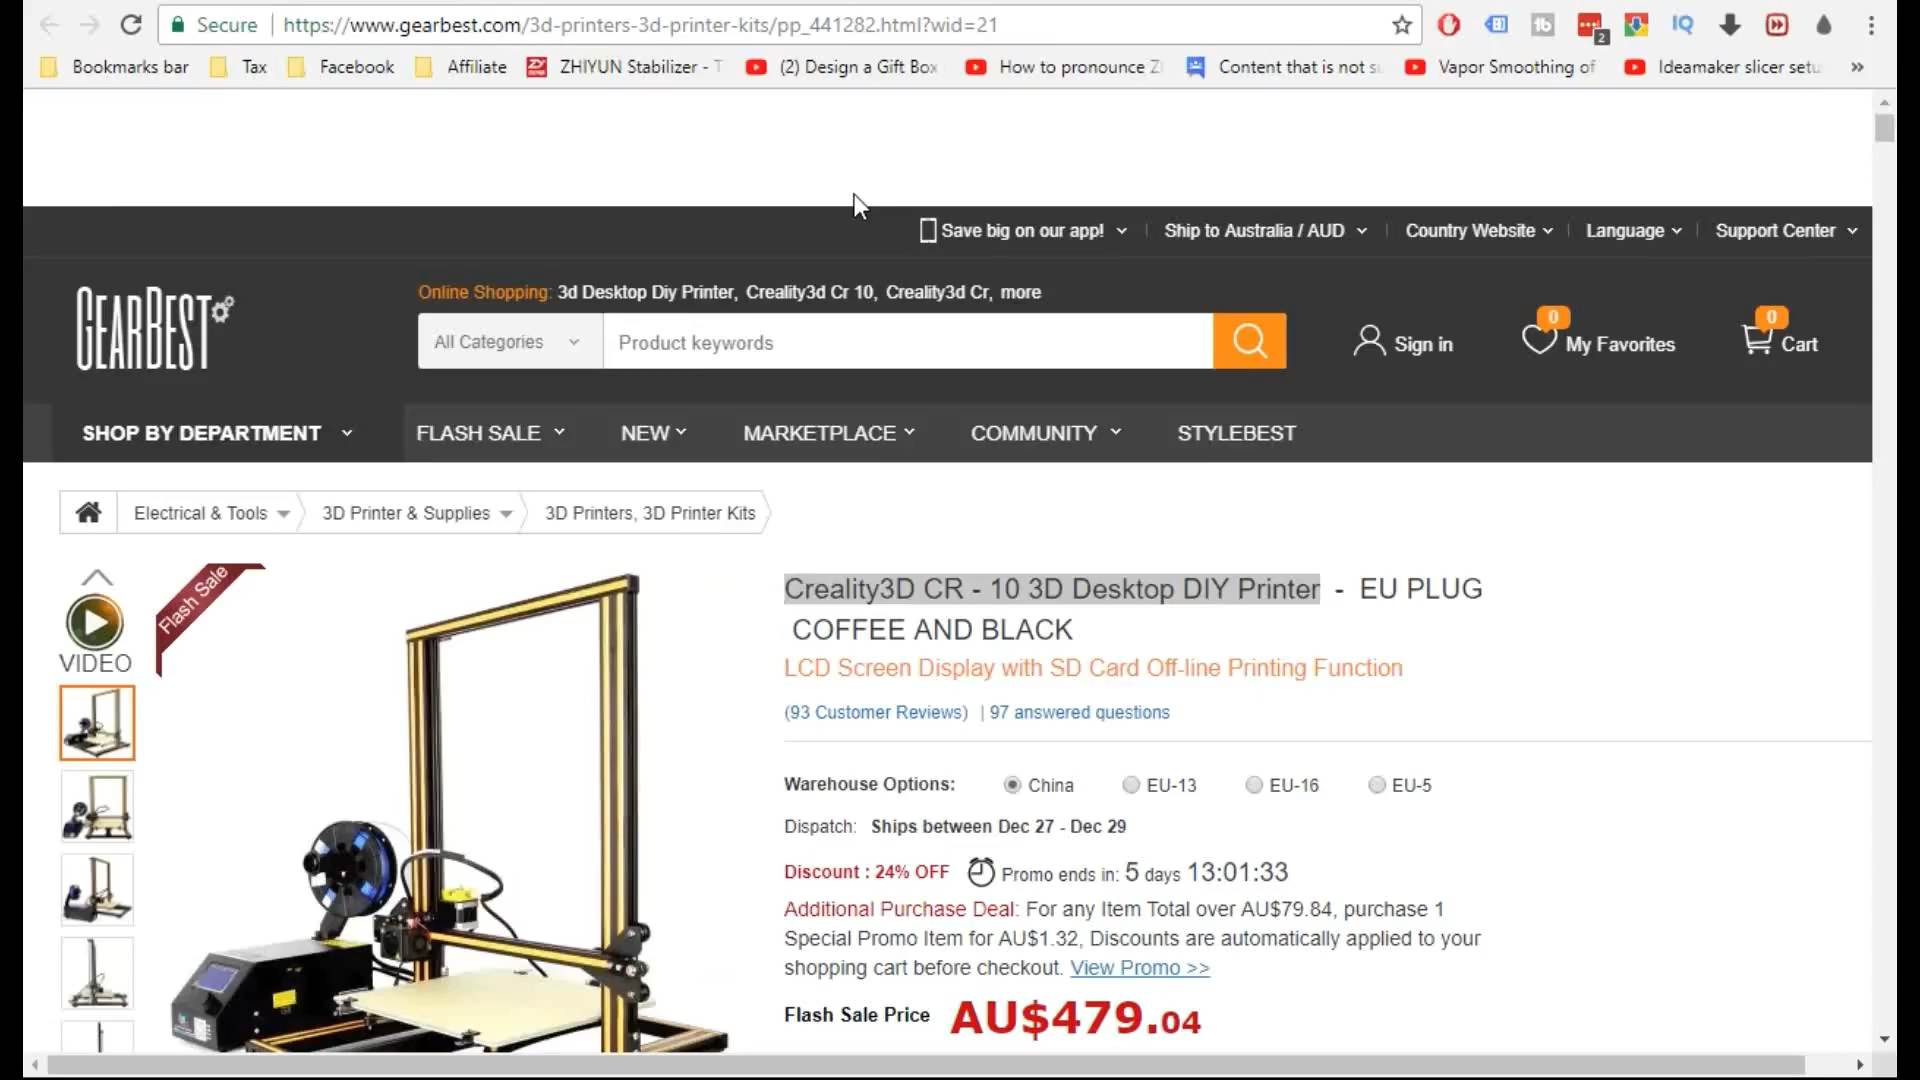 Secure https://www.gearbest.com/3d-printers-3d-printer-kits/pp_441282.html?wid=21
2
Bookmarks bar Tax Facebook Affiliate ZHIYUN Stabilizer - T (2) Design a Gift Box How to pronounce Content that is not Vapor Smoothing of Ideamaker slicer setu »
Save big on our app! Ship to Australia / AUD Country Website Language Support Center
GEARBEST
Online Shopping: 3d Desktop Diy Printer, Creality3d Cr 10, Creality3d Cr, more
All Categories Product keywords
0
Sign in My Favorites
0
Cart
SHOP BY DEPARTMENT FLASH SALE NEW MARKETPLACE COMMUNITY STYLEBEST
Electrical & Tools 3D Printer & Supplies 3D Printers, 3D Printer Kits
VIDEO
Flash Sale
Creality3D CR - 10 3D Desktop DIY Printer - EU PLUG
COFFEE AND BLACK
LCD Screen Display with SD Card Off-line Printing Function
(93 Customer Reviews) | 97 answered questions
Warehouse Options: China EU-13 EU-16 EU-5
Dispatch: Ships between Dec 27 - Dec 29
Discount : 24% OFF Promo ends in: 5 days 13:01:33
Additional Purchase Deal: For any Item Total over AU$79.84, purchase 1
Special Promo Item for AU$1.32, Discounts are automatically applied to your
shopping cart before checkout. View Promo >>
Flash Sale Price AU$479.04